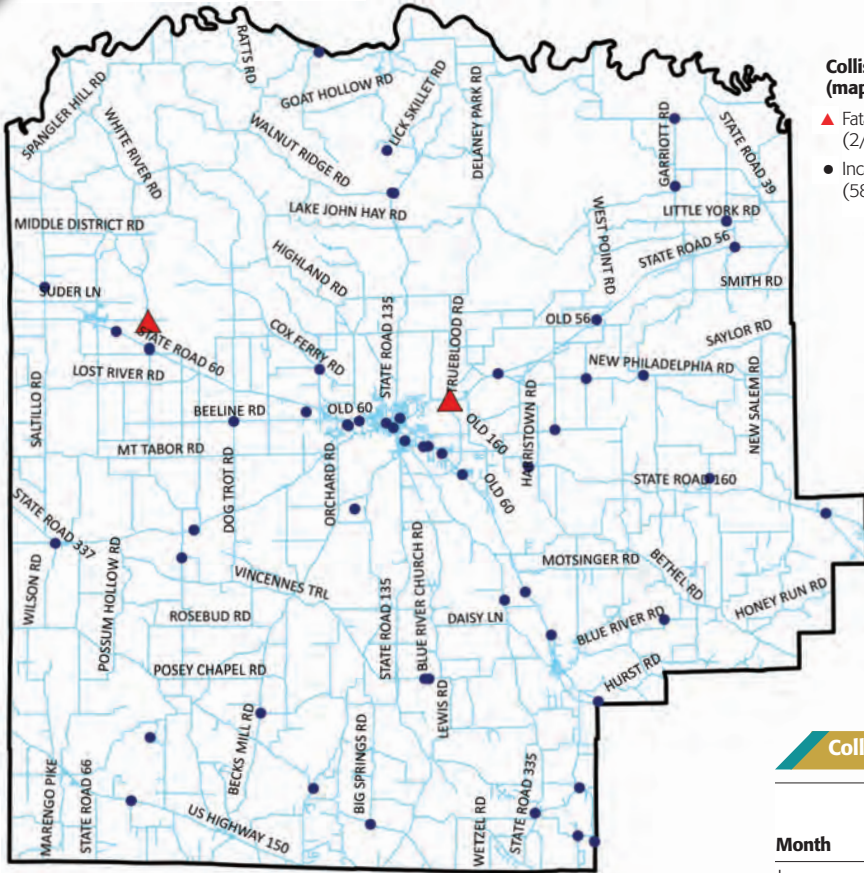 RATTS RD
GOAT HOLLOW RD
LICK SKILLET RD
DELANEY PARK RD
SPANGLER HILL RD
WHITE RIVER RD
WALNUT RIDGE RD
GARRIOTT RD
STATE ROAD 39
LAKE JOHN HAY RD
MIDDLE DISTRICT RD
WEST POINT RD
LITTLE YORK RD
STATE ROAD 56
HIGHLAND RD
SMITH RD
SUDER LN
STATE ROAD 135
TRUEBLOOD RD
OLD 56
SAYLOR RD
STATE ROAD 60
COX FERRY RD
NEW PHILADELPHIA RD
LOST RIVER RD
SALTILLO RD
BEELINE RD
OLD 60
HARRISTOWN RD
NEW SALEM RD
MT TABOR RD
OLD 160
DOG TROT RD
ORCHARD RD
OLD 60
STATE ROAD 160
STATE ROAD 337
WILSON RD
POSSUM HOLLOW RD
VINCENNES TRL
STATE ROAD 135
BLUE RIVER CHURCH RD
MOTSINGER RD
BETHEL RD
HONEY RUN RD
ROSEBUD RD
DAISY LN
BLUE RIVER RD
POSEY CHAPEL RD
HURST RD
LEWIS RD
BECKS MILL RD
BIG SPRINGS RD
MARENGO PIKE
STATE ROAD 66
US HIGHWAY 150
WETZEL RD
STATE ROAD 335
Collis
(map
Fat
(2/
Inc
(58
Coll
Month